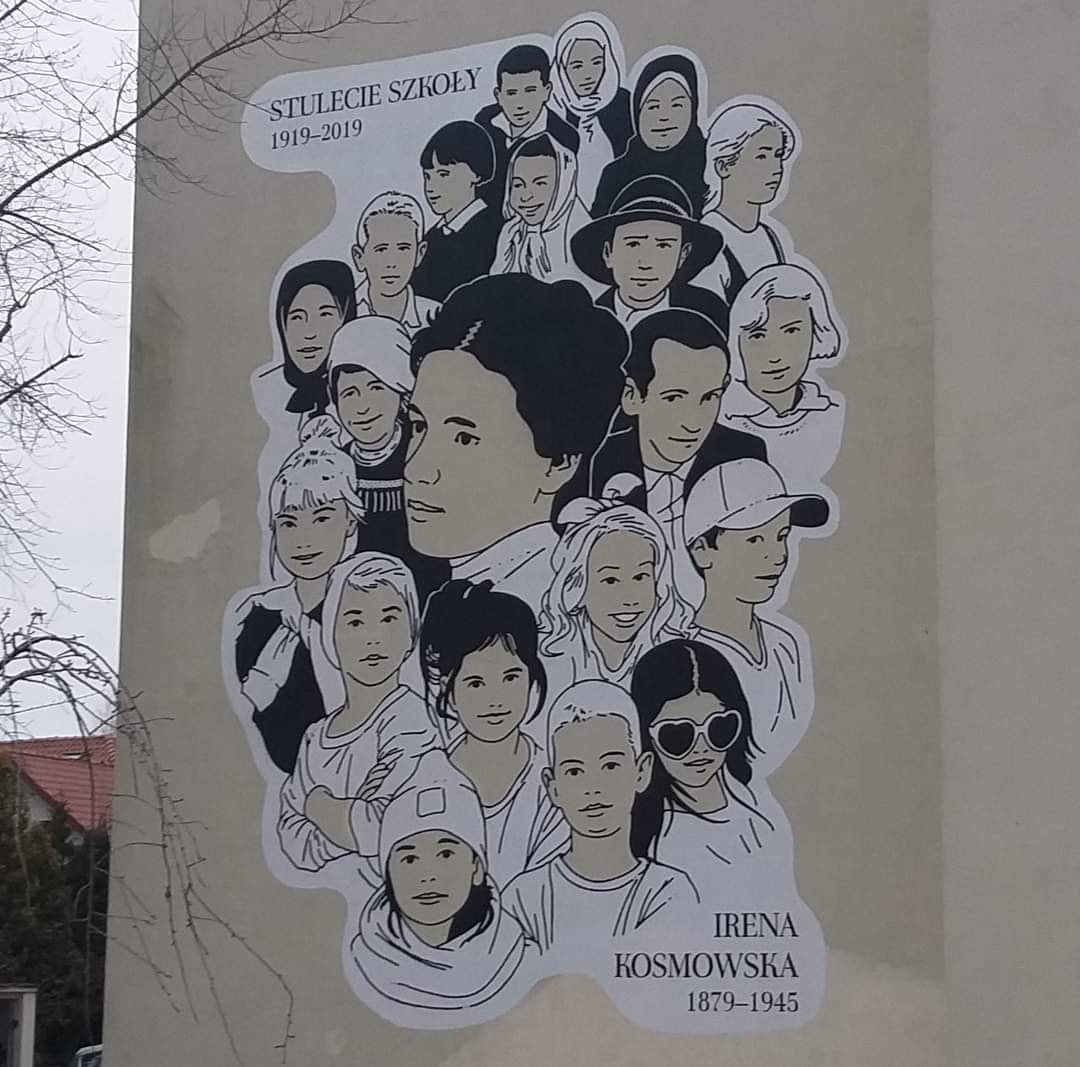 STULECIE SZKOŁY
1919–2019
IRENA
KOSMOWSKA
1879–1945